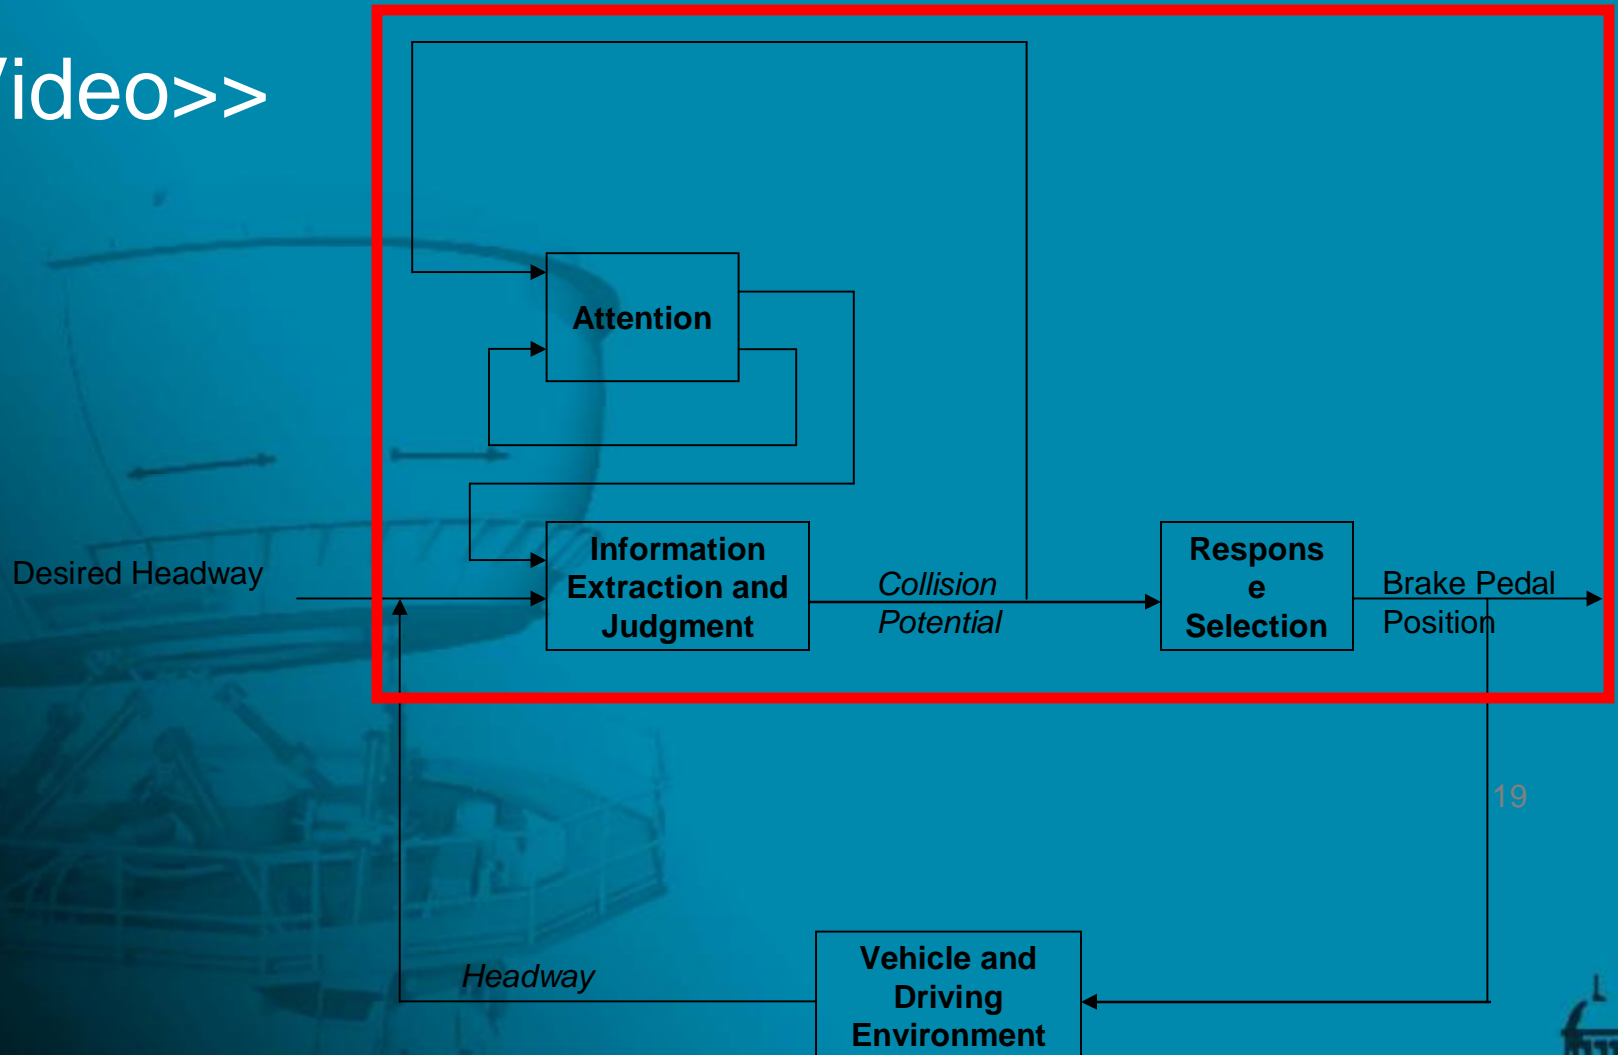 Video>>
Attention
Desired Headway
Information
Extraction and
Judgment
Collision
Potential
Respons
e
Selection
Brake Pedal
Position
19
Headway
Vehicle and
Driving
Environment